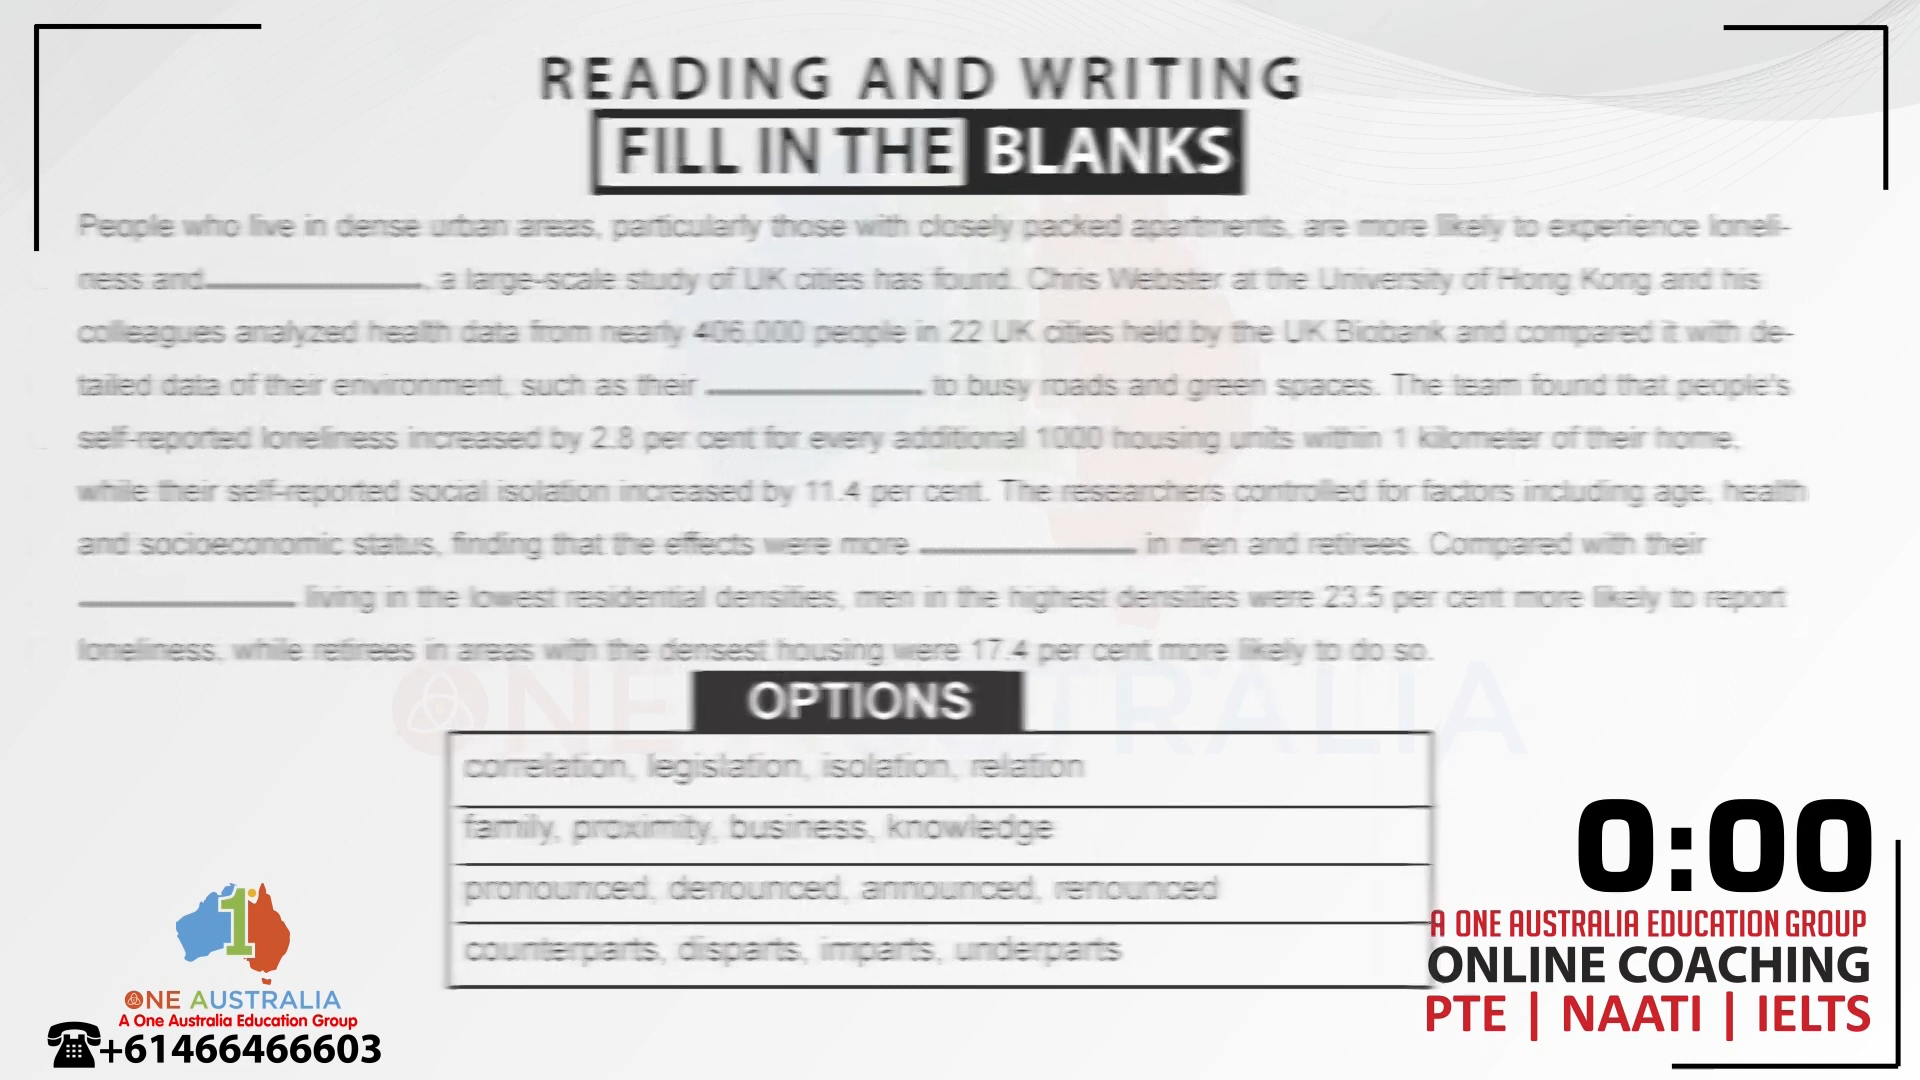 READING AND WRITING
FILL IN THE BLANKS
People who live in dense urban areas, particularly those with closely packed apartments, are more likely to experience loneli-
ness and____________, a large-scale study of UK cities has found. Chris Webster at the University of Hong Kong and his
colleagues analyzed health data from nearly 406,000 people in 22 UK cities held by the UK Biobank and compared it with de-
tailed data of their environment, such as their ____________ to busy roads and green spaces. The team found that people's
self-reported loneliness increased by 2.8 per cent for every additional 1000 housing units within 1 kilometer of their home,
while their self-reported social isolation increased by 11.4 per cent. The researchers controlled for factors including age, health
and socioeconomic status, finding that the effects were more ____________ in men and retirees. Compared with their
____________ living in the lowest residential densities, men in the highest densities were 23.5 per cent more likely to report
loneliness, while retirees in areas with the densest housing were 17.4 per cent more likely to do so.
ONE AUSTRALIA
OPTIONS
correlation, legislation, isolation, relation
family, proximity, business, knowledge
pronounced, denounced, announced, renounced
counterparts, disparts, imparts, underparts
0:00
A ONE AUSTRALIA EDUCATION GROUP
ONLINE COACHING
PTE | NAATI | IELTS
1
ONE AUSTRALIA
A One Australia Education Group
+61466466603